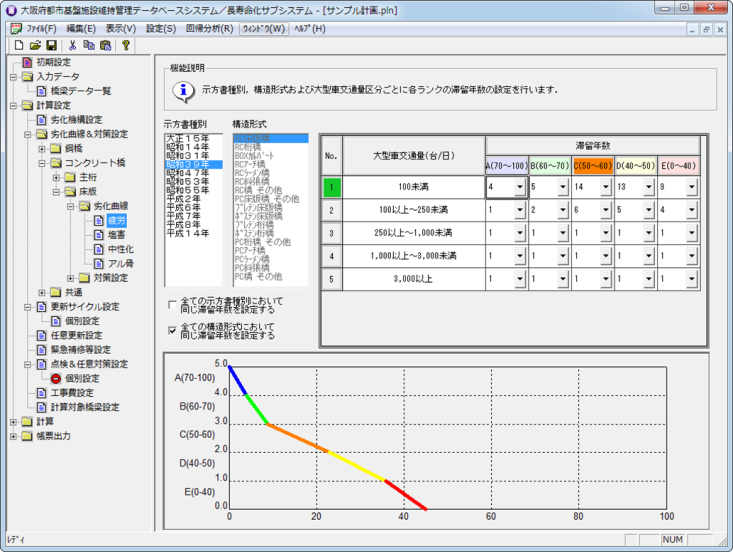 大阪府都市基盤施設維持管理データベースシステム／長寿命化サブシステム - [サンプル計画.pln]
ファイル(F) 編集(E) 表示(V) 設定(S) 回帰分析(R) ウィンドウ(W) ヘルプ(H)
初期設定
入力データ
橋梁データ一覧
計算設定
劣化機構設定
劣化曲線＆対策設定
鋼橋
コンクリート橋
主桁
床版
劣化曲線
疲労
塩害
中性化
アル骨
対策設定
共通
更新サイクル設定
個別設定
任意更新設定
緊急補修等設定
点検＆任意対策設定
個別設定
工事費設定
計算対象橋梁設定
計算
帳票出力
機能説明
示方書種別，構造形式および大型車交通量区分ごとに各ランクの滞留年数の設定を行います．
示方書種別
大正１５年
昭和１４年
昭和３１年
昭和３９年
昭和４７年
昭和５３年
昭和５５年
平成２年
平成６年
平成７年
平成８年
平成１４年
構造形式
RC床版橋
RC桁橋
BOXカルバート
RCアーチ橋
RCラーメン橋
RC斜張橋
RC橋 その他
PC床版橋 その他
プレテン床版橋
ポステン床版橋
プレテン桁橋
ポステン桁橋
PC桁橋 その他
PCアーチ橋
PCラーメン橋
PC斜張橋
PC橋 その他
全ての示方書種別において
同じ滞留年数を設定する
全ての構造形式において
同じ滞留年数を設定する
No. 大型車交通量(台/日) 滞留年数
A(70～100) B(60～70) C(50～60) D(40～50) E(0～40)
1 100未満 4 5 14 13 9
2 100以上～250未満 1 2 6 5 4
3 250以上～1,000未満 1 1 1 1 1
4 1,000以上～3,000未満 1 1 1 1 1
5 3,000以上 1 1 1 1 1
5.0
A(70-100)
4.0
B(60-70)
3.0
C(50-60)
2.0
D(40-50)
1.0
E(0-40)
0.0
0 20 40 60 80 100
レディ NUM